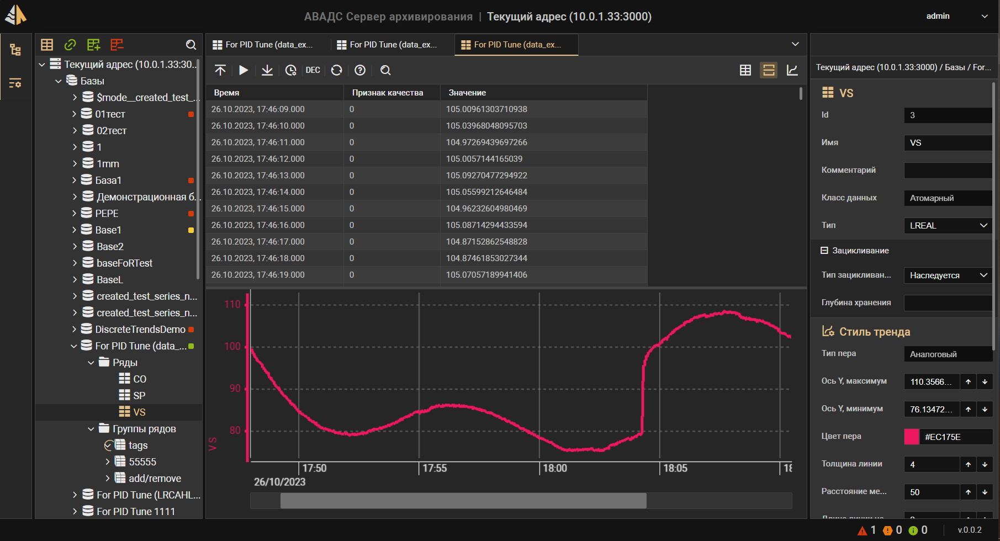 АВАДС Сервер архивирования | Текущий адрес (10.0.1.33:3000)
admin
Текущий адрес (10.0.1.33:30...
Базы
$mode__created_test_...
01тест
02тест
1
1mm
База1
Демонстрационная б...
PEPE
Base1
Base2
baseFoRTest
BaseL
created_test_series_n...
created_test_series_n...
DiscreteTrendsDemo
For PID Tune (data_...
Ряды
CO
SP
VS
Группы рядов
tags
55555
add/remove
For PID Tune (LRCAHL...
For PID Tune 1111
For PID Tune (data_ex...
For PID Tune (data_ex...
For PID Tune (data_ex...
DEC
Время Признак качества Значение
26.10.2023, 17:46:09.000 0 105.00961303710938
26.10.2023, 17:46:10.000 0 105.03968048095703
26.10.2023, 17:46:11.000 0 104.97269439697266
26.10.2023, 17:46:12.000 0 105.0057144165039
26.10.2023, 17:46:13.000 0 105.09270477294922
26.10.2023, 17:46:14.000 0 105.05599212646484
26.10.2023, 17:46:15.000 0 104.96232604980469
26.10.2023, 17:46:16.000 0 105.08714294433594
26.10.2023, 17:46:17.000 0 104.87152862548828
26.10.2023, 17:46:18.000 0 104.87461853027344
26.10.2023, 17:46:19.000 0 105.07057189941406
110
100
90
80
VS
17:50 17:55 18:00 18:05
26/10/2023
Текущий адрес (10.0.1.33:3000) / Базы / For...
VS
Id 3
Имя VS
Комментарий
Класс данных Атомарный
Тип LREAL
Зацикливание
Тип зацикливан... Наследуется
Глубина хранения
Стиль тренда
Тип пера Аналоговый
Ось Y, максимум 110.3566...
Ось Y, минимум 76.13472...
Цвет пера #EC175E
Толщина линии 4
Расстояние ме... 50
1 0 0 v.0.0.2